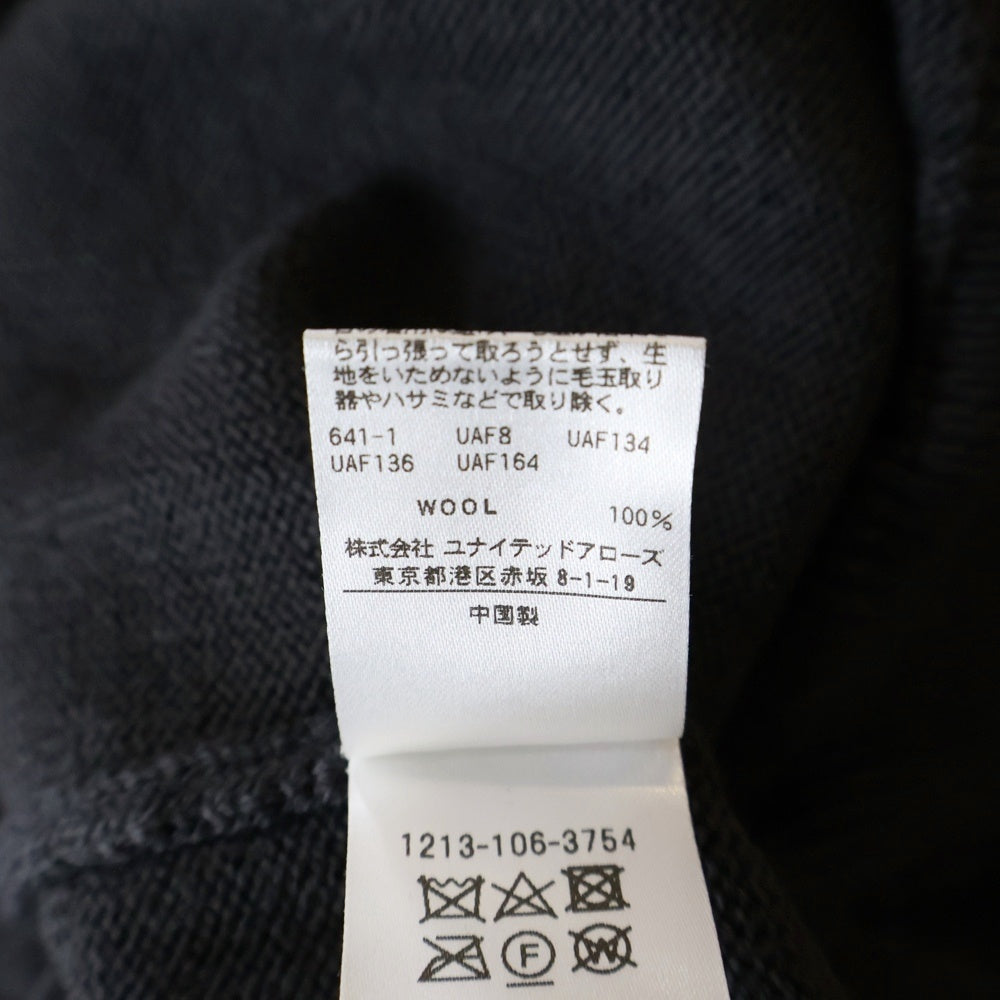 ら引っ張って取ろうとせず、生
地をいためないように毛玉取り
器やハサミなどで取り除く。
641-1 UAF8 UAF134
UAF136 UAF164
WOOL 100%
株式会社 ユナイテッドアローズ
東京都港区赤坂 8-1-19
中国製
1213-106-3754
F
W